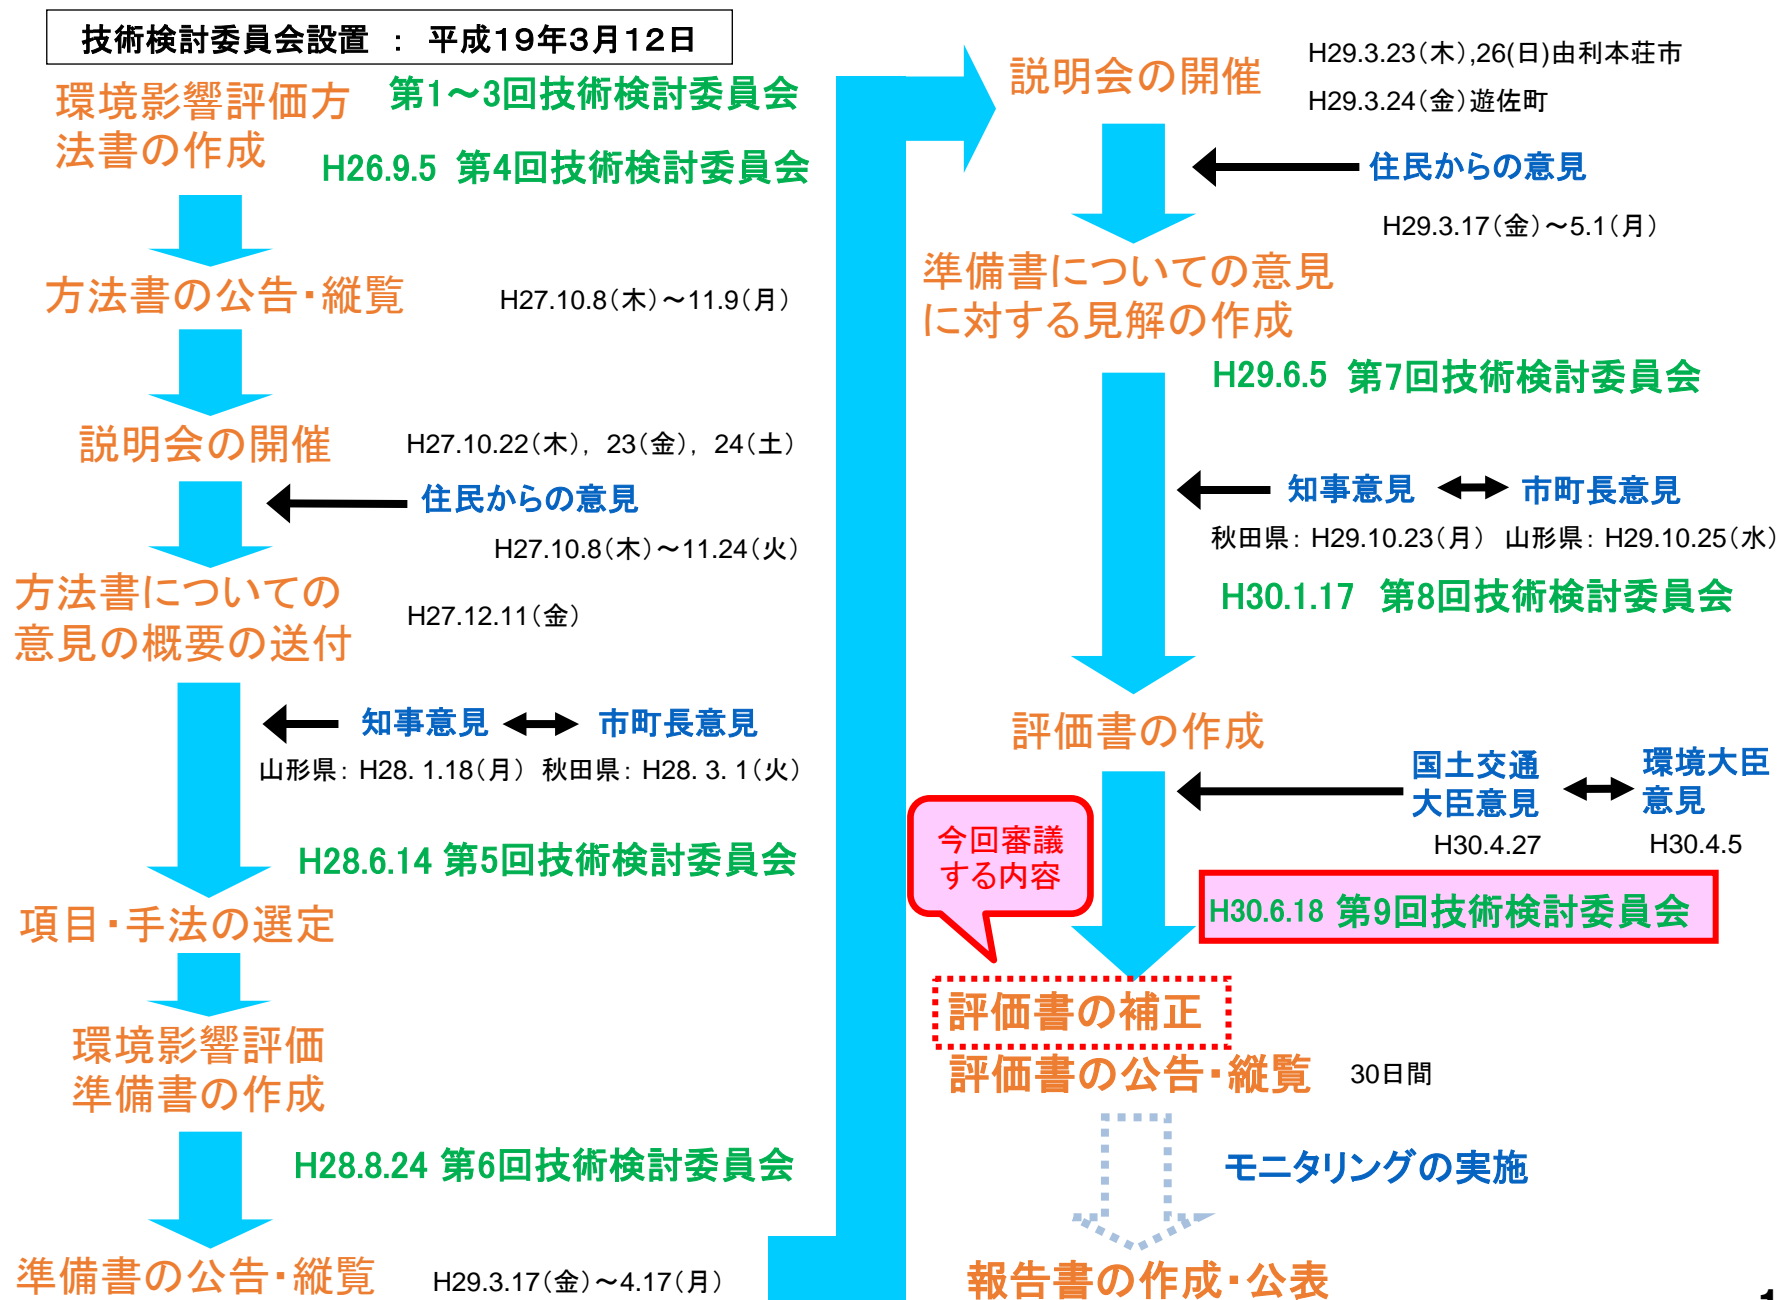 技術検討委員会設置 ： 平成19年3月12日
環境影響評価方
法書の作成
第1～3回技術検討委員会
H26.9.5 第4回技術検討委員会
方法書の公告・縦覧
H27.10.8（木）～11.9（月）
説明会の開催
H27.10.22（木）， 23（金）， 24（土）
住民からの意見
H27.10.8（木）～11.24（火）
方法書についての
意見の概要の送付
H27.12.11（金）
知事意見
市町長意見
山形県： H28. 1.18（月） 秋田県： H28. 3. 1（火）
H28.6.14 第5回技術検討委員会
項目・手法の選定
環境影響評価
準備書の作成
H28.8.24 第6回技術検討委員会
準備書の公告・縦覧
H29.3.17（金）～4.17（月）
説明会の開催
H29.3.23（木）,26(日)由利本荘市
H29.3.24（金）遊佐町
住民からの意見
H29.3.17（金）～5.1（月）
準備書についての意見
に対する見解の作成
H29.6.5 第7回技術検討委員会
知事意見
市町長意見
秋田県： H29.10.23（月） 山形県： H29.10.25（水）
H30.1.17 第8回技術検討委員会
評価書の作成
国土交通
大臣意見
H30.4.27
環境大臣
意見
H30.4.5
今回審議
する内容
H30.6.18 第9回技術検討委員会
評価書の補正
評価書の公告・縦覧
30日間
モニタリングの実施
報告書の作成・公表
1